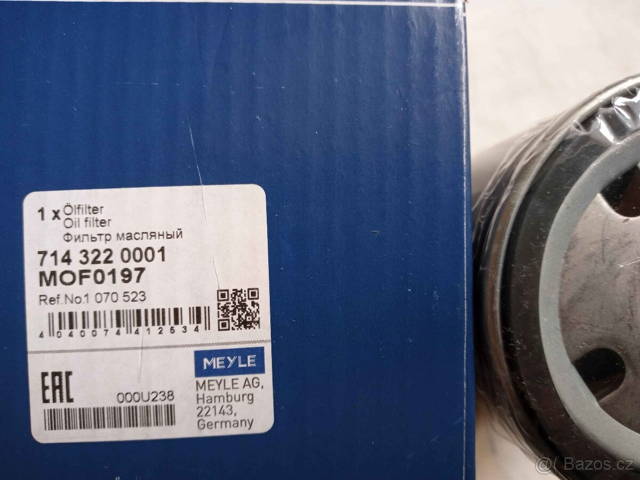 1 x Ölfilter
Oil filter
Фильтр масляный
714 322 0001
MOF0197
Ref.No.1 070 523
4 040074 412534
EAC
000U238
MEYLE
MEYLE AG,
Hamburg
22143,
Germany
@( Bazos.cz